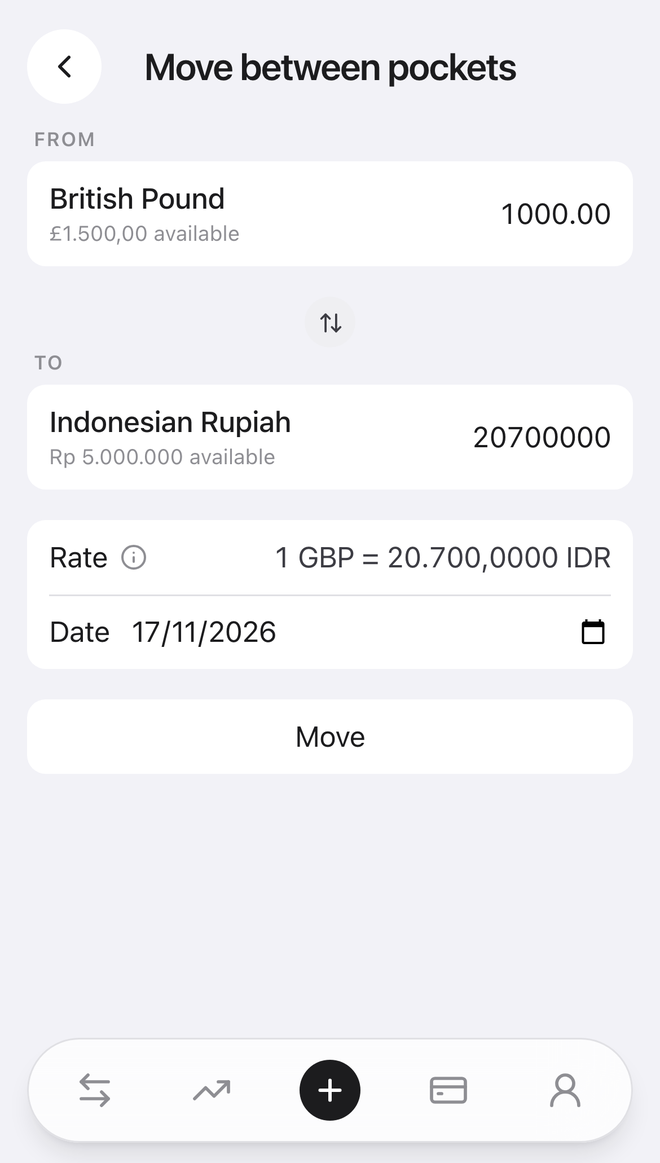 Move between pockets
FROM
British Pound
£1.500,00 available
1000.00
TO
Indonesian Rupiah
Rp 5.000.000 available
20700000
Rate
1 GBP = 20.700,0000 IDR
Date 17/11/2026
Move